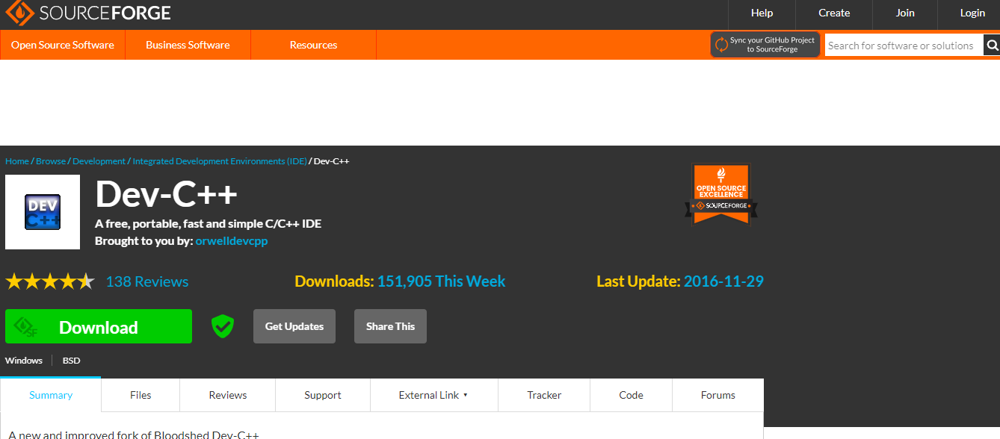 SOURCEFORGE
Help Create Join Login
Open Source Software Business Software Resources
Sync your GitHub Project
to SourceForge
Search for software or solutions
Home / Browse / Development / Integrated Development Environments (IDE) / Dev-C++
DEV
C++
Dev-C++
A free, portable, fast and simple C/C++ IDE
Brought to you by: orwelldevcpp
OPEN SOURCE
EXCELLENCE
SOURCEFORGE
138 Reviews Downloads: 151,905 This Week Last Update: 2016-11-29
SF Download Get Updates Share This
Windows BSD
Summary Files Reviews Support External Link Tracker Code Forums
A new and improved fork of Bloodshed Dev-C++